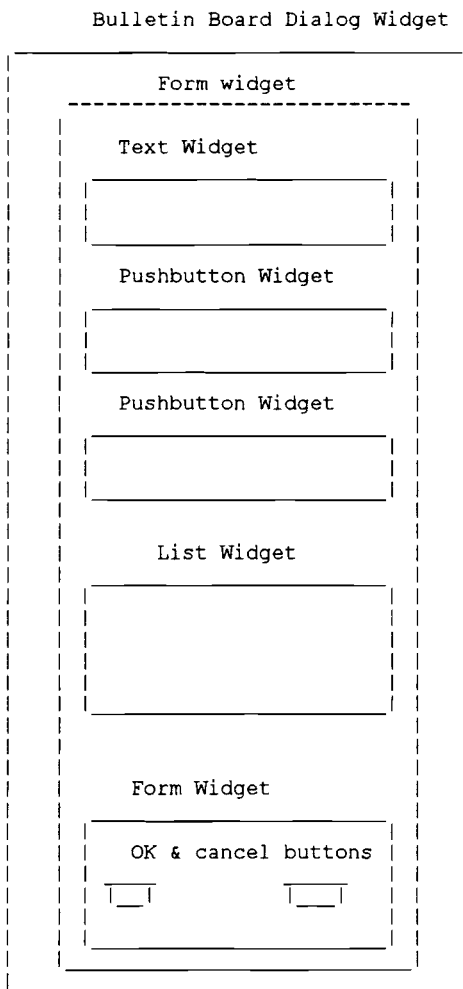 Bulletin Board Dialog Widget
Form widget
Text Widget
Pushbutton Widget
Pushbutton Widget
List Widget
Form Widget
OK & cancel buttons